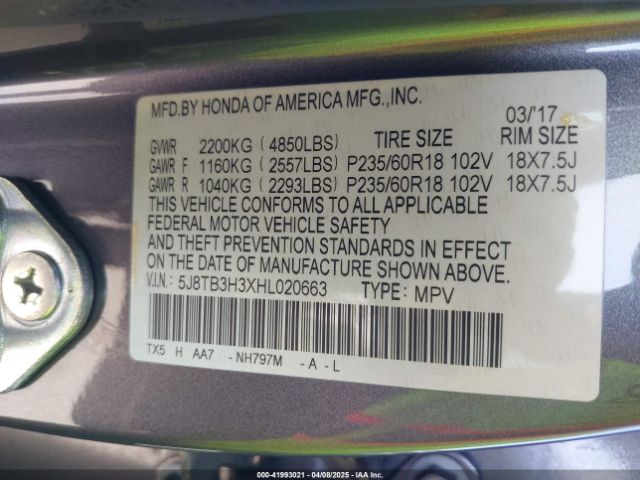 MFD.BY HONDA OF AMERICA MFG.,INC.
03/'17
GVWR 2200KG ( 4850LBS) TIRE SIZE RIM SIZE
GAWR F 1160KG ( 2557LBS) P235/60R18 102V 18X7.5J
GAWR R 1040KG ( 2293LBS) P235/60R18 102V 18X7.5J
THIS VEHICLE CONFORMS TO ALL APPLICABLE
FEDERAL MOTOR VEHICLE SAFETY
AND THEFT PREVENTION STANDARDS IN EFFECT
ON THE DATE OF MANUFACTURE SHOWN ABOVE.
V.I.N.: 5J8TB3H3XHL020663 TYPE: MPV
TX5 H AA7 - NH797M - A - L
000-41993021 - 04/08/2025 - IAAI Inc.